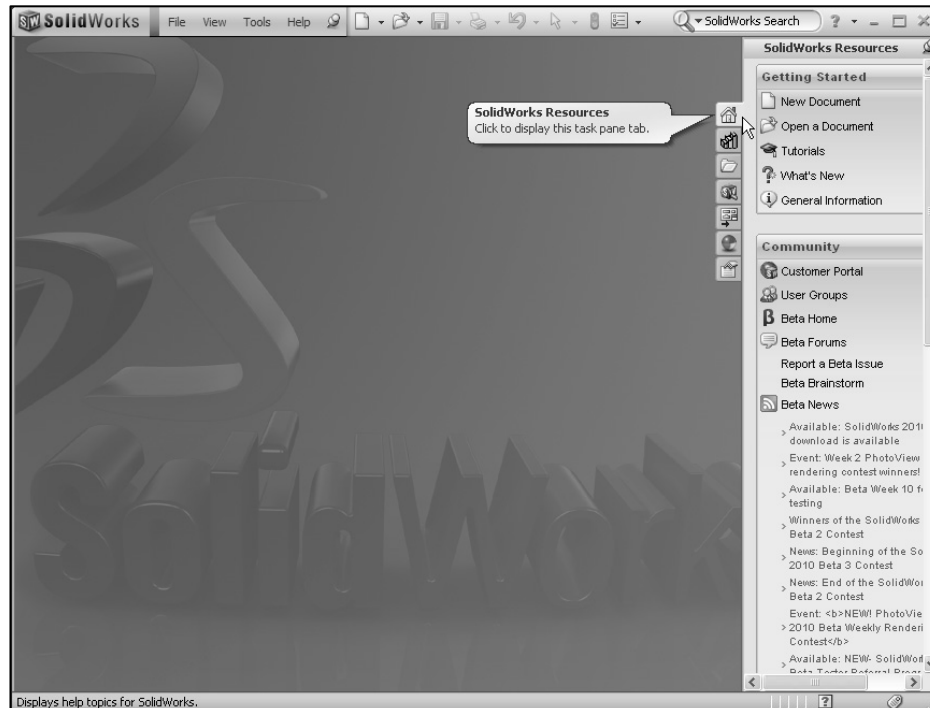 SolidWorks File View Tools Help SolidWorks Search
SolidWorks Resources
Getting Started
New Document
Open a Document
Tutorials
What's New
General Information
SolidWorks Resources
Click to display this task pane tab.
Community
Customer Portal
User Groups
Beta Home
Beta Forums
Report a Beta Issue
Beta Brainstorm
Beta News
Available: SolidWorks 201
download is available
Event: Week 2 PhotoView
rendering contest winners!
Available: Beta Week 10 f
testing
Winners of the SolidWorks
Beta 2 Contest
News: Beginning of the So
2010 Beta 3 Contest
News: End of the SolidWor
Beta 2 Contest
Event: <b>NEW! PhotoVie
2010 Beta Weekly Renderi
Contest</b>
Available: NEW- SolidWor
Beta Tester Referral Progr
SolidWorks
Displays help topics for SolidWorks.